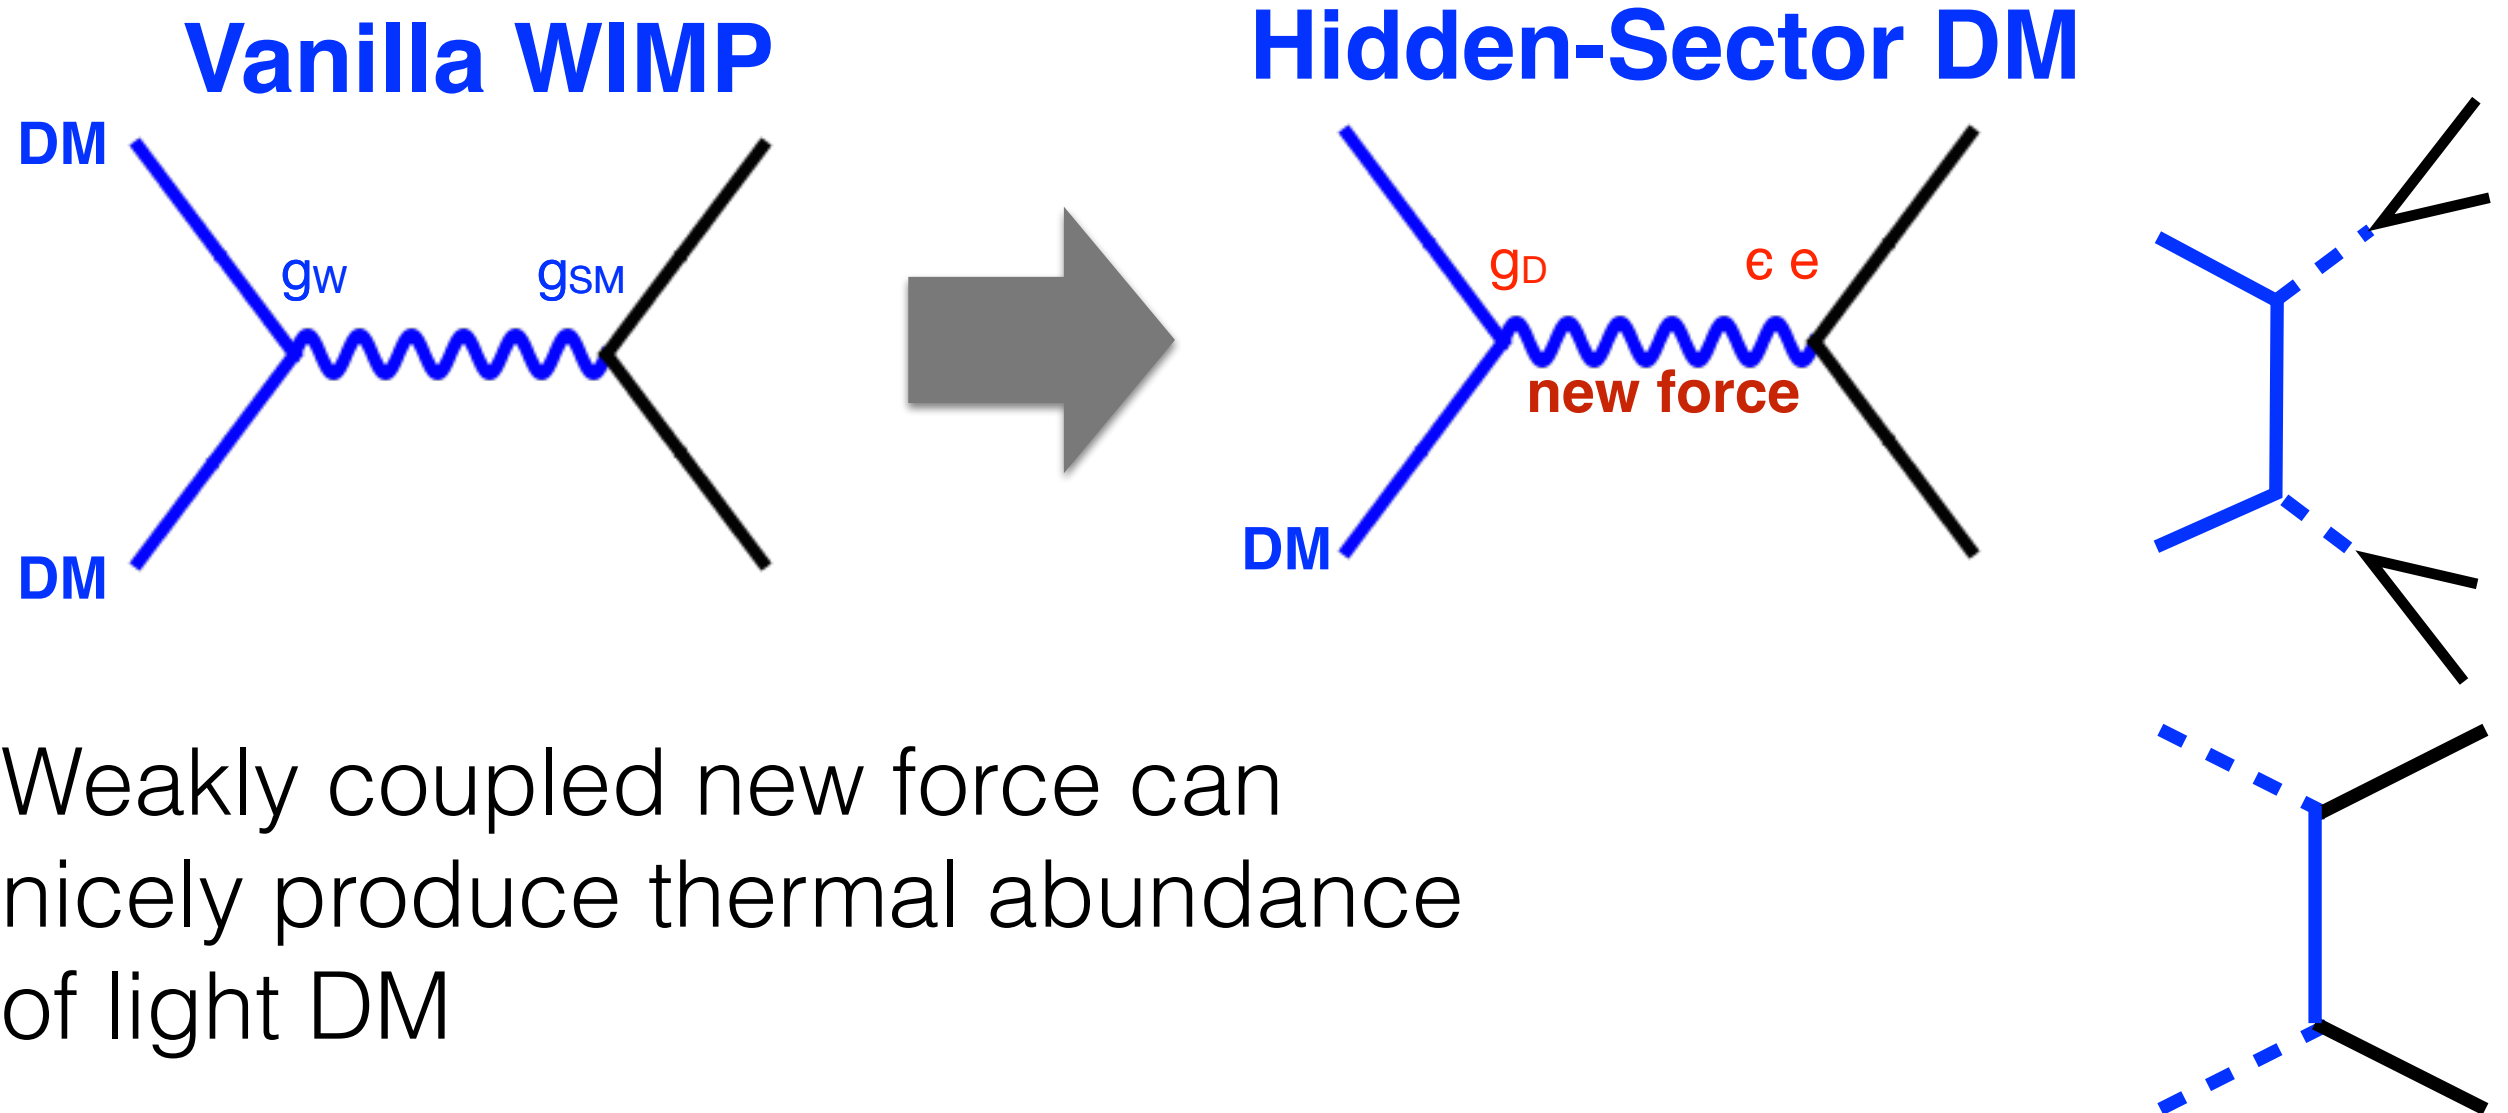 Vanilla WIMP
Hidden-Sector DM
DM
gW
gSM
gD
є e
new force
DM
DM
Weakly coupled new force can
nicely produce thermal abundance
of light DM